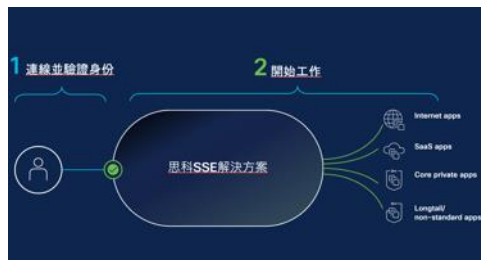 1 連線並驗證身份
2 開始工作
思科SSE解決方案
Internet apps
SaaS apps
Core private apps
Longtail/
non-standard apps